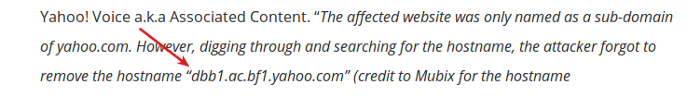 Yahoo! Voice a.k.a Associated Content. “The affected website was only named as a sub-domain
of yahoo.com. However, digging through and searching for the hostname, the attacker forgot to
remove the hostname “dbb1.ac.bf1.yahoo.com” (credit to Mubix for the hostname